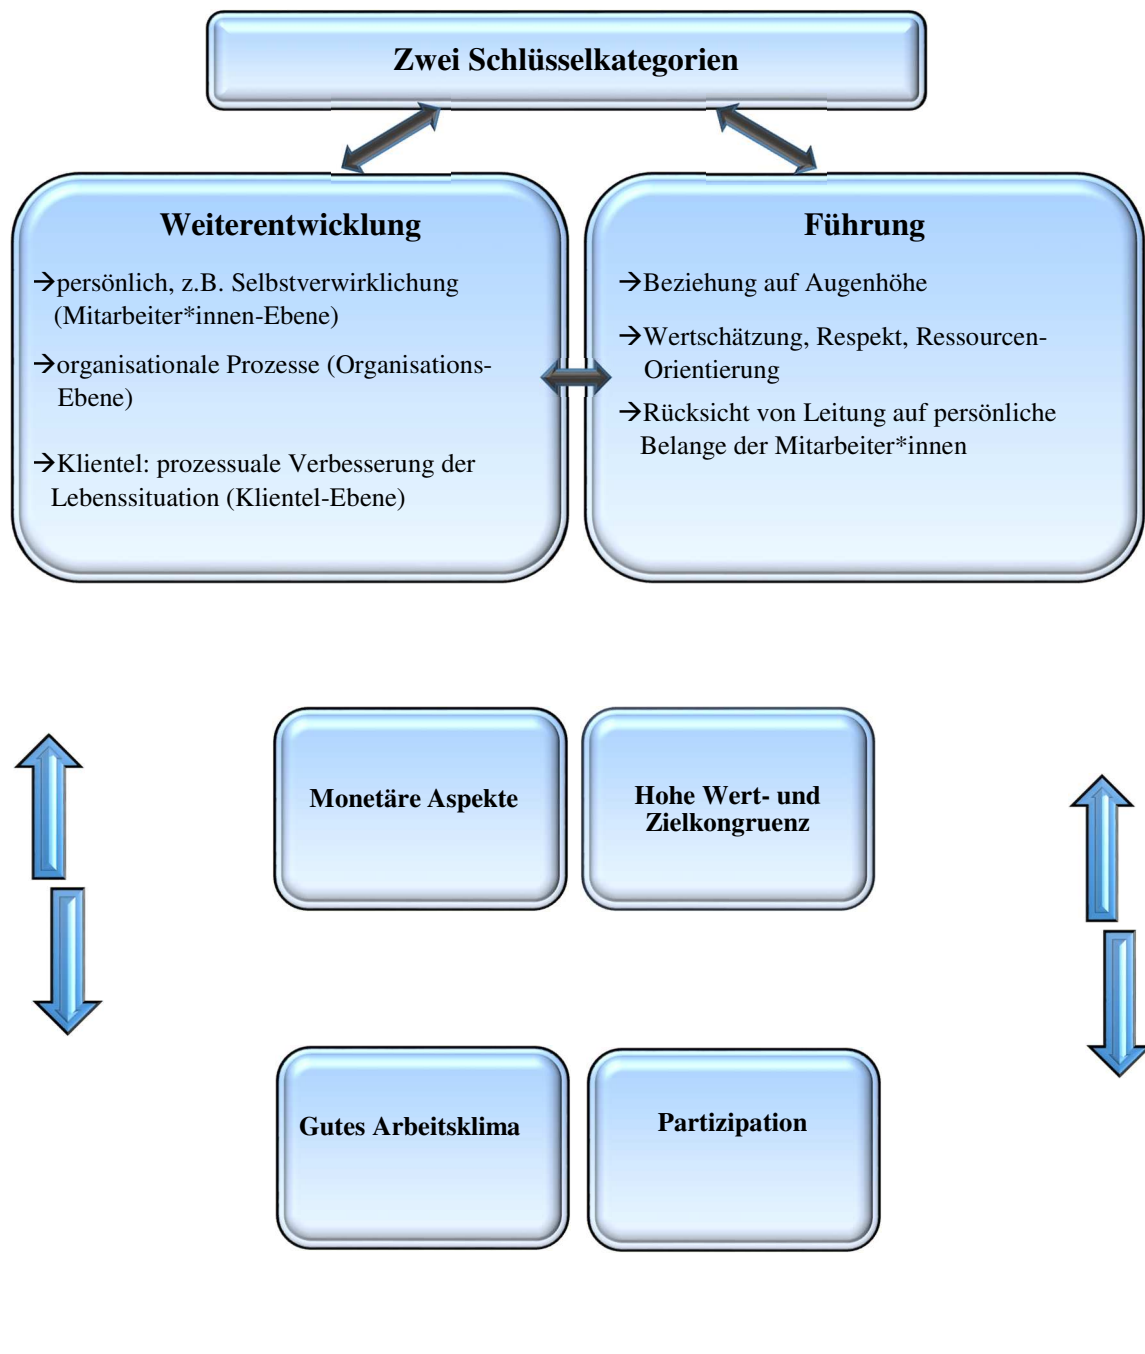 Zwei Schlüsselkategorien
Weiterentwicklung
→persönlich, z.B. Selbstverwirklichung
(Mitarbeiter*innen-Ebene)
→organisationale Prozesse (Organisations-
Ebene)
→Klientel: prozessuale Verbesserung der
Lebenssituation (Klientel-Ebene)
Führung
→Beziehung auf Augenhöhe
→Wertschätzung, Respekt, Ressourcen-
Orientierung
→Rücksicht von Leitung auf persönliche
Belange der Mitarbeiter*innen
Monetäre Aspekte
Hohe Wert- und
Zielkongruenz
Gutes Arbeitsklima
Partizipation